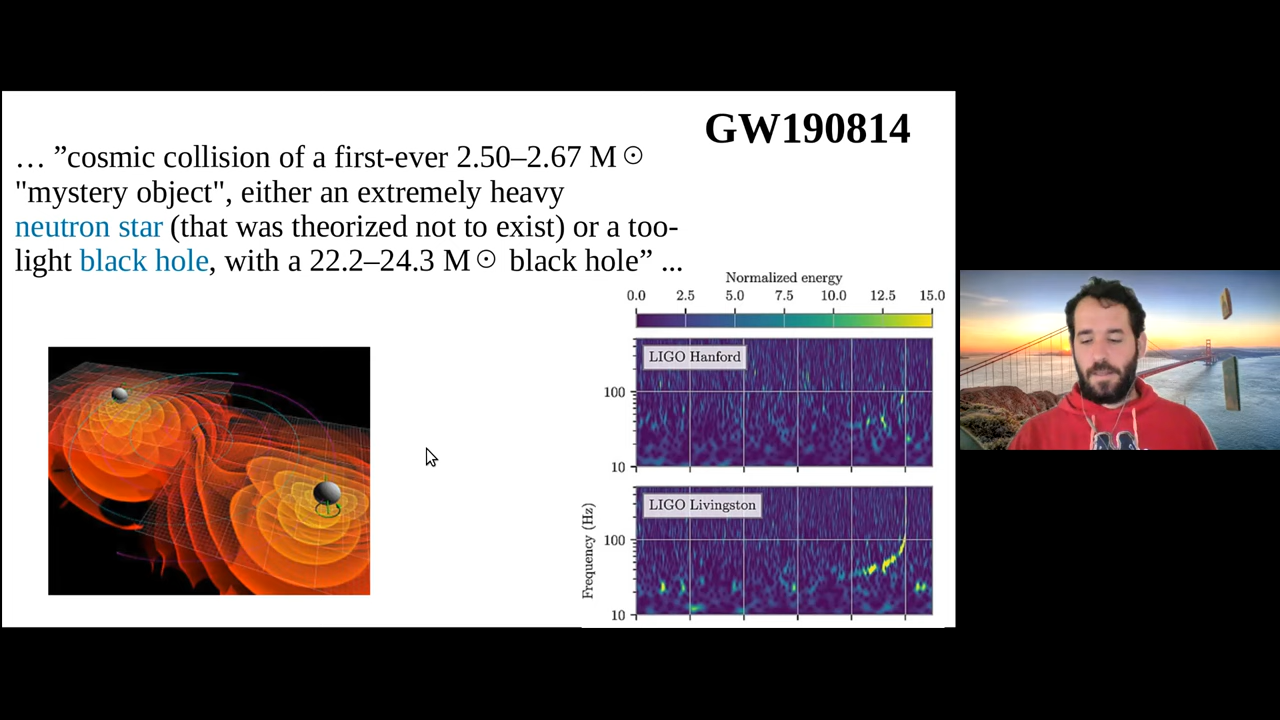 GW190814
… ”cosmic collision of a first-ever 2.50–2.67 M☉
"mystery object", either an extremely heavy
neutron star (that was theorized not to exist) or a too-
light black hole, with a 22.2–24.3 M☉ black hole” ...
Normalized energy
0.0 2.5 5.0 7.5 10.0 12.5 15.0
LIGO Hanford
100
10
LIGO Livingston
Frequency (Hz)
100
10